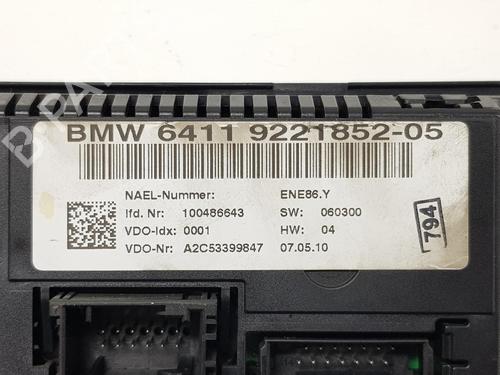 BMW 6411 9221852-05
NAEL-Nummer: ENE86.Y
lfd. Nr: 100486643 SW: 060300
VDO-Idx: 0001 HW: 04
VDO-Nr: A2C53399847 07.05.10
794